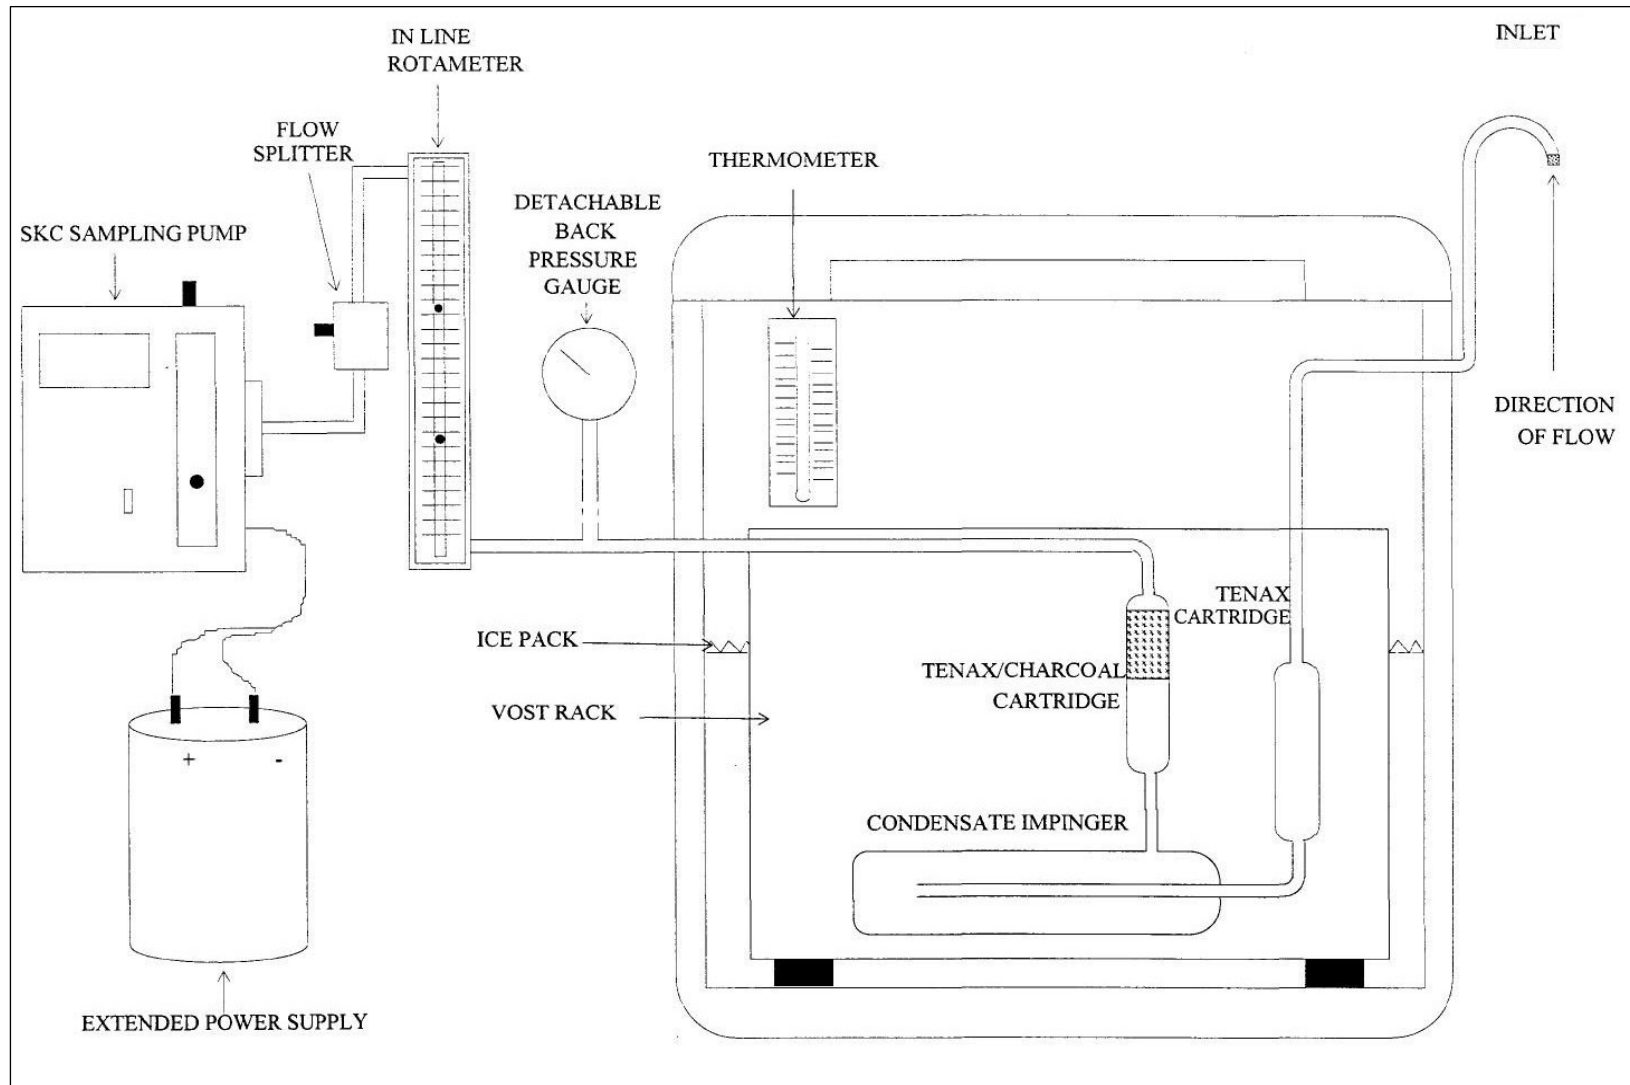 INLET
IN LINE
ROTAMETER
FLOW
SPLITTER
THERMOMETER
DETACHABLE
BACK
PRESSURE
GAUGE
SKC SAMPLING PUMP
DIRECTION
OF FLOW
TENAX
CARTRIDGE
ICE PACK
TENAX/CHARCOAL
CARTRIDGE
VOST RACK
+ -
CONDENSATE IMPINGER
EXTENDED POWER SUPPLY